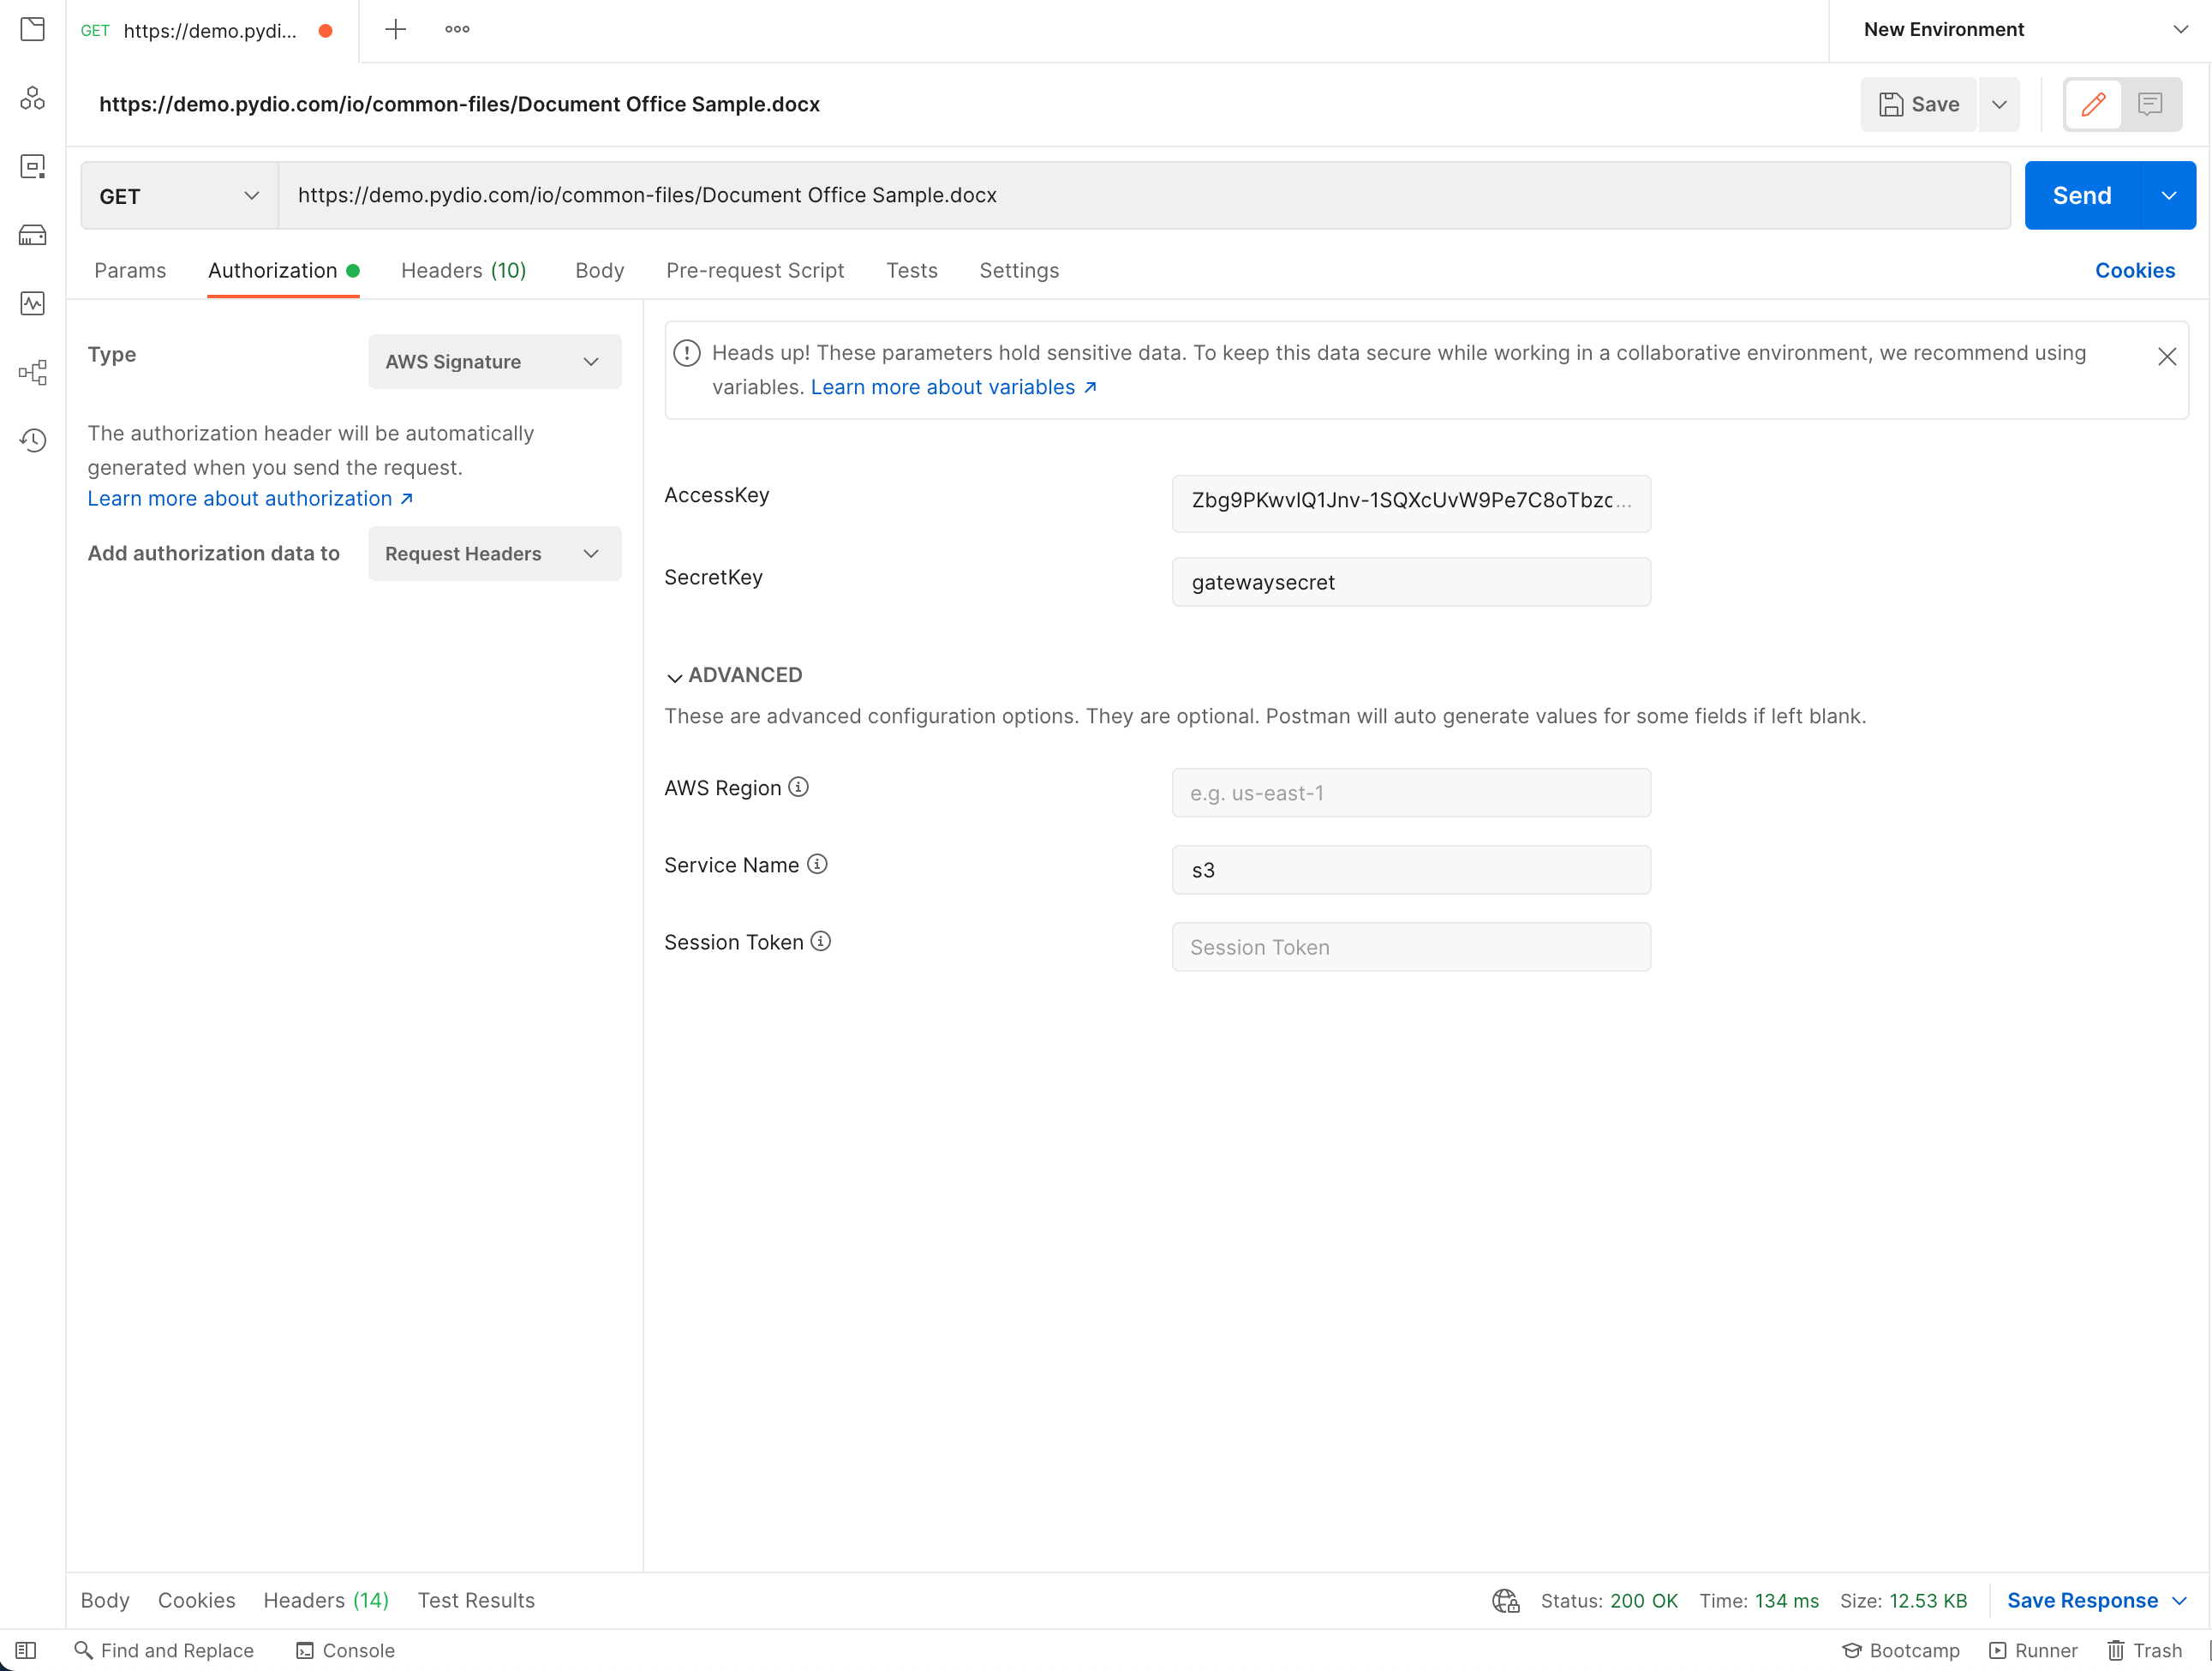 GET https://demo.pydi...
New Environment
https://demo.pydio.com/io/common-files/Document Office Sample.docx
Save
GET
https://demo.pydio.com/io/common-files/Document Office Sample.docx
Send
Params
Authorization
Headers (10)
Body
Pre-request Script
Tests
Settings
Cookies
Type
AWS Signature
The authorization header will be automatically
generated when you send the request.
Learn more about authorization ↗
Add authorization data to
Request Headers
Heads up! These parameters hold sensitive data. To keep this data secure while working in a collaborative environment, we recommend using
variables. Learn more about variables ↗
AccessKey
Zbg9PKwvlQ1Jnv-1SQXcUvW9Pe7C8oTbzc...
SecretKey
gatewaysecret
ADVANCED
These are advanced configuration options. They are optional. Postman will auto generate values for some fields if left blank.
AWS Region
e.g. us-east-1
Service Name
s3
Session Token
Session Token
Body
Cookies
Headers (14)
Test Results
Status: 200 OK
Time: 134 ms
Size: 12.53 KB
Save Response
Find and Replace
Console
Bootcamp
Runner
Trash